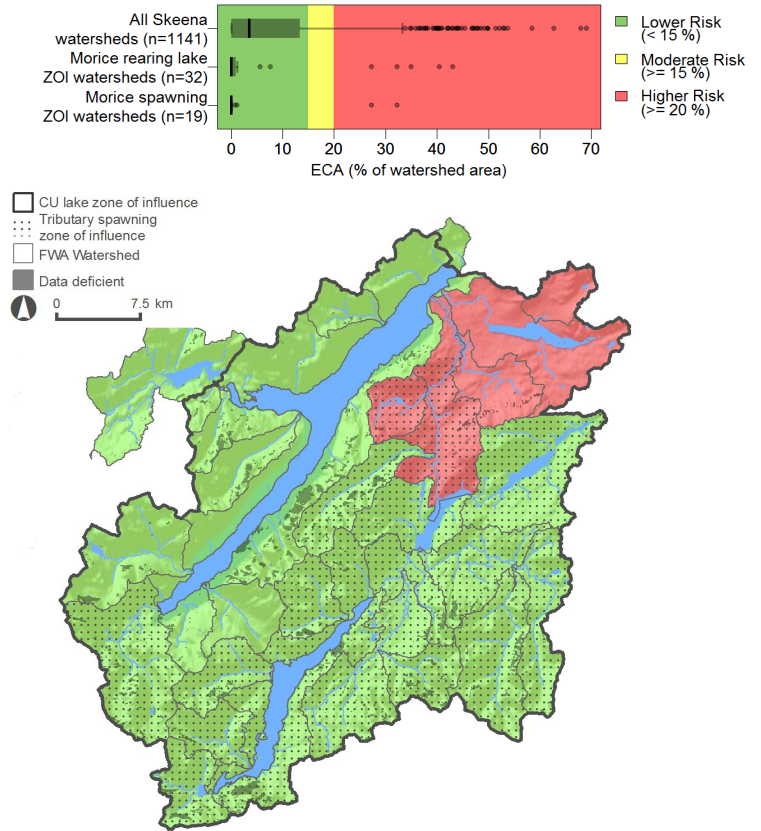 All Skeena
watersheds (n=1141)
Morice rearing lake
ZOI watersheds (n=32)
Morice spawning
ZOI watersheds (n=19)
Lower Risk
(< 15 %)
Moderate Risk
(>= 15 %)
Higher Risk
(>= 20 %)
0 10 20 30 40 50 60 70
ECA (% of watershed area)
CU lake zone of influence
Tributary spawning
zone of influence
FWA Watershed
Data deficient
0 7.5 km